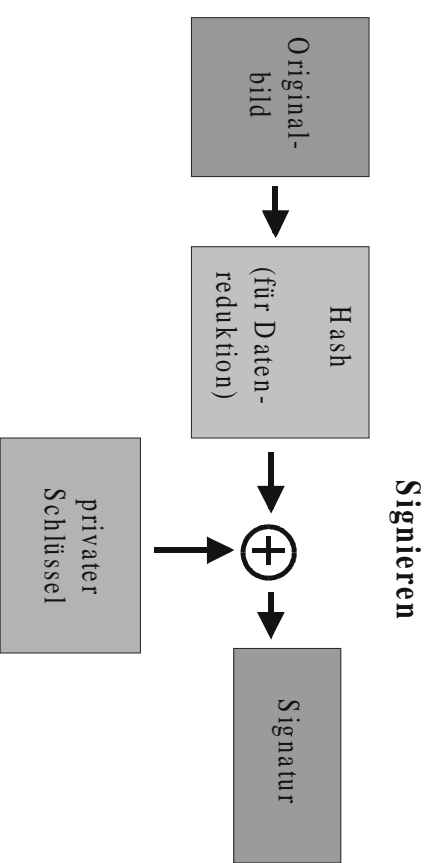 Signieren
Original-
bild
Hash
(für Daten-
reduktion)
privater
Schlüssel
Signatur